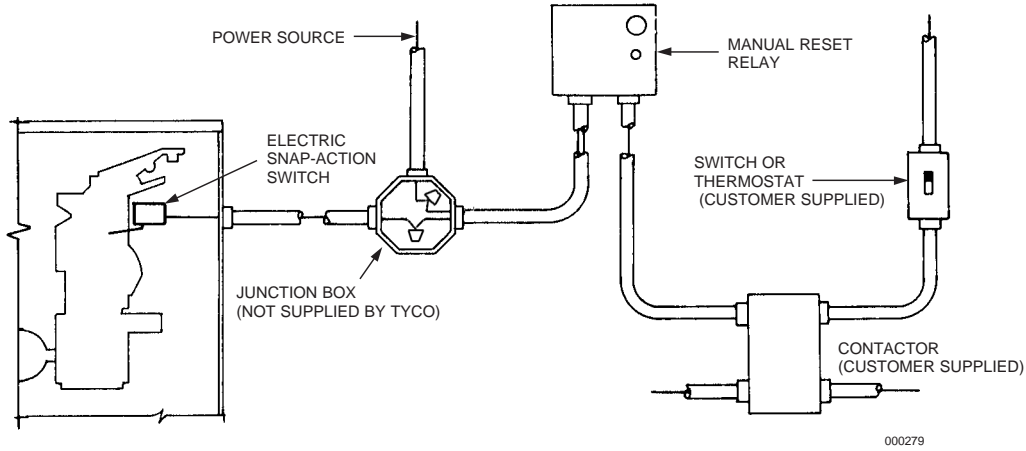 POWER SOURCE
MANUAL RESET
RELAY
ELECTRIC
SNAP-ACTION
SWITCH
SWITCH OR
THERMOSTAT
(CUSTOMER SUPPLIED)
JUNCTION BOX
(NOT SUPPLIED BY TYCO)
CONTACTOR
(CUSTOMER SUPPLIED)
000279